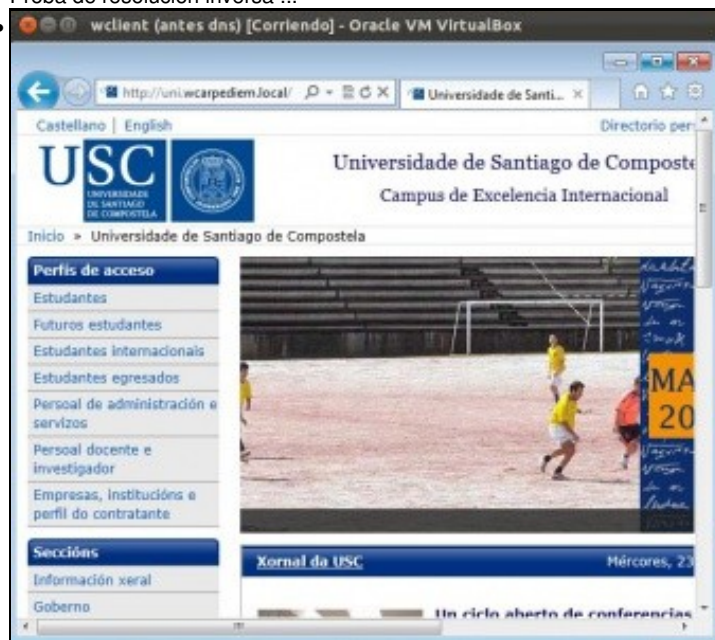 Proba de resolución inversa ...
wclient (antes dns) [Corriendo] - Oracle VM VirtualBox
http://uni.wcarpediem.local/
Universidade de Santi...
Castellano | English
Directorio per
USC
UNIVERSIDADE
DE SANTIAGO
DE COMPOSTELA
Universidade de Santiago de Composte
Campus de Excelencia Internacional
Inicio » Universidade de Santiago de Compostela
Perfís de acceso
Estudantes
Futuros estudantes
Estudantes internacionais
Estudantes egresados
Persoal de administración e
servizos
Persoal docente e
investigador
Empresas, institucións e
perfil do contratante
MA
20
Seccións
Información xeral
Goberno
Xornal da USC
Mércores, 23
Un ciclo aberto de conferencias